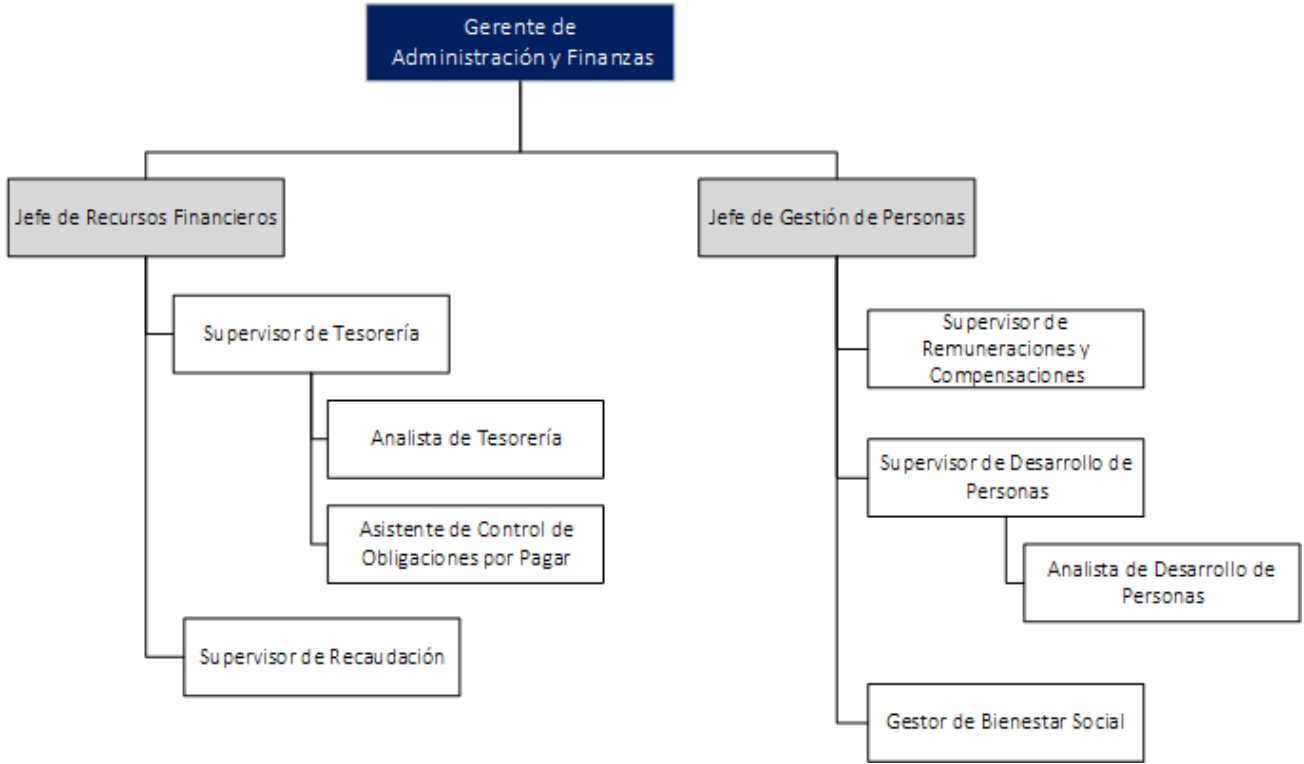 Gerente de
Administración y Finanzas
Jefe de Recursos Financieros
Jefe de Gestión de Personas
Supervisor de Tesorería
Analista de Tesorería
Asistente de Control de
Obligaciones por Pagar
Supervisor de Recaudación
Supervisor de
Remuneraciones y
Compensaciones
Supervisor de Desarrollo de
Personas
Analista de Desarrollo de
Personas
Gestor de Bienestar Social